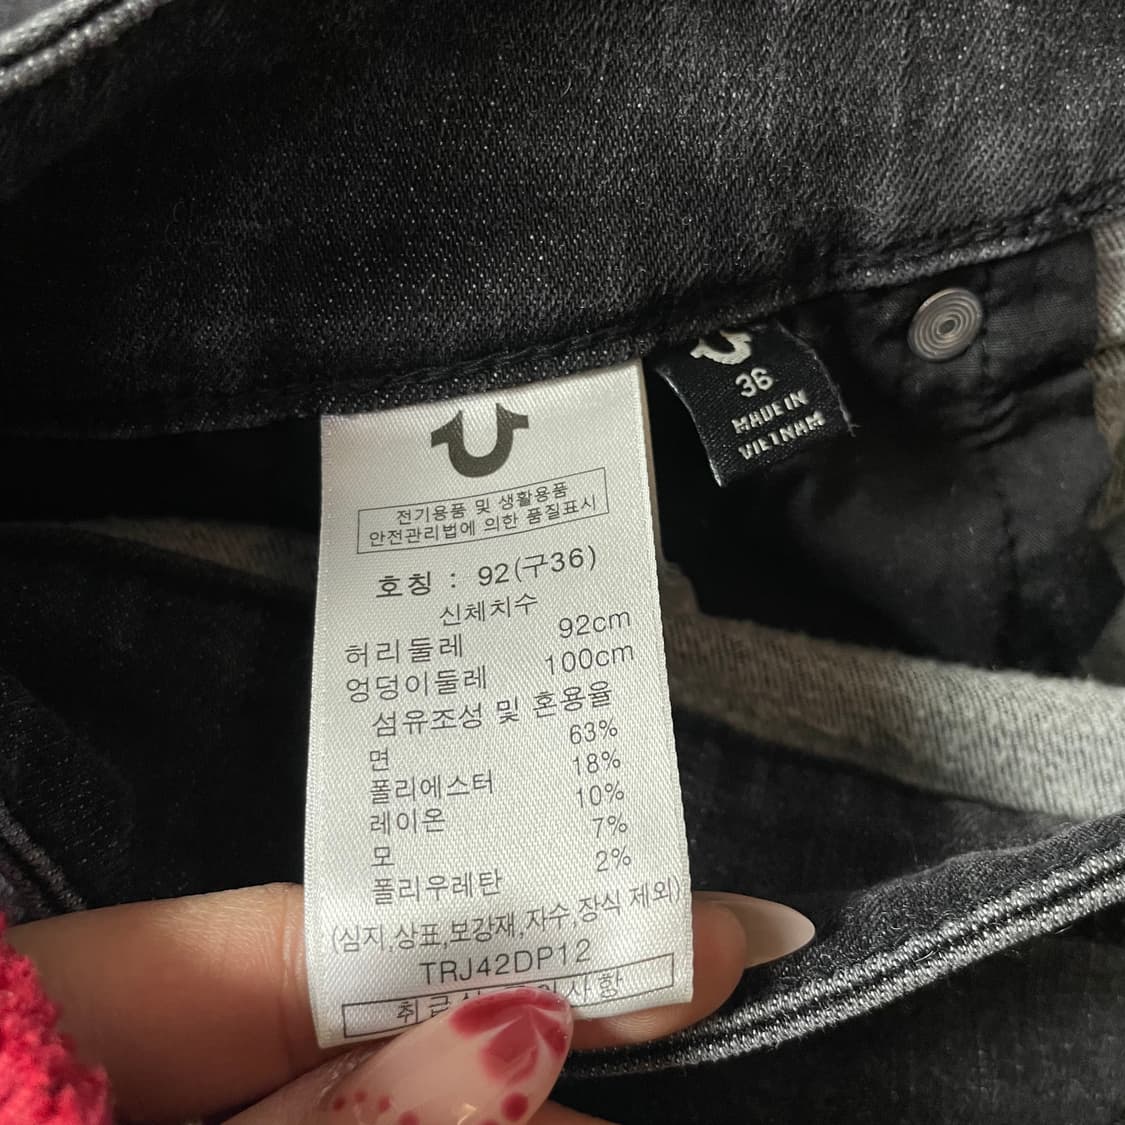 전기용품 및 생활용품
안전관리법에 의한 품질표시
호칭 : 92(구36)
신체치수
허리둘레 92cm
엉덩이둘레 100cm
섬유조성 및 혼용율
면 63%
폴리에스터 18%
레이온 10%
모 7%
폴리우레탄 2%
(심지,상표,보강재,자수,장식 제외)
TRJ42DP12
취급 사항
36
MADE IN
VIETNAM